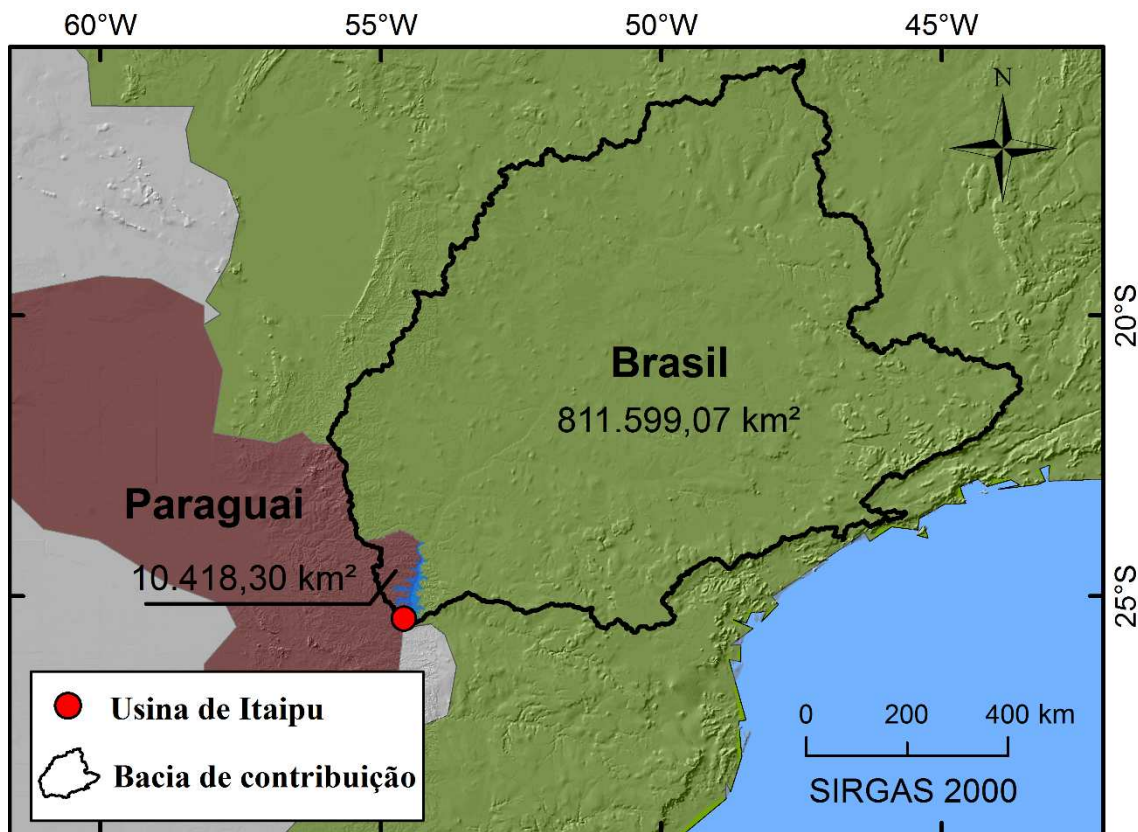 60°W 55°W 50°W 45°W
N
20°S
Brasil
811.599,07 km²
Paraguai
10.418,30 km²
25°S
Usina de Itaipu
Bacia de contribuição
0 200 400 km
SIRGAS 2000